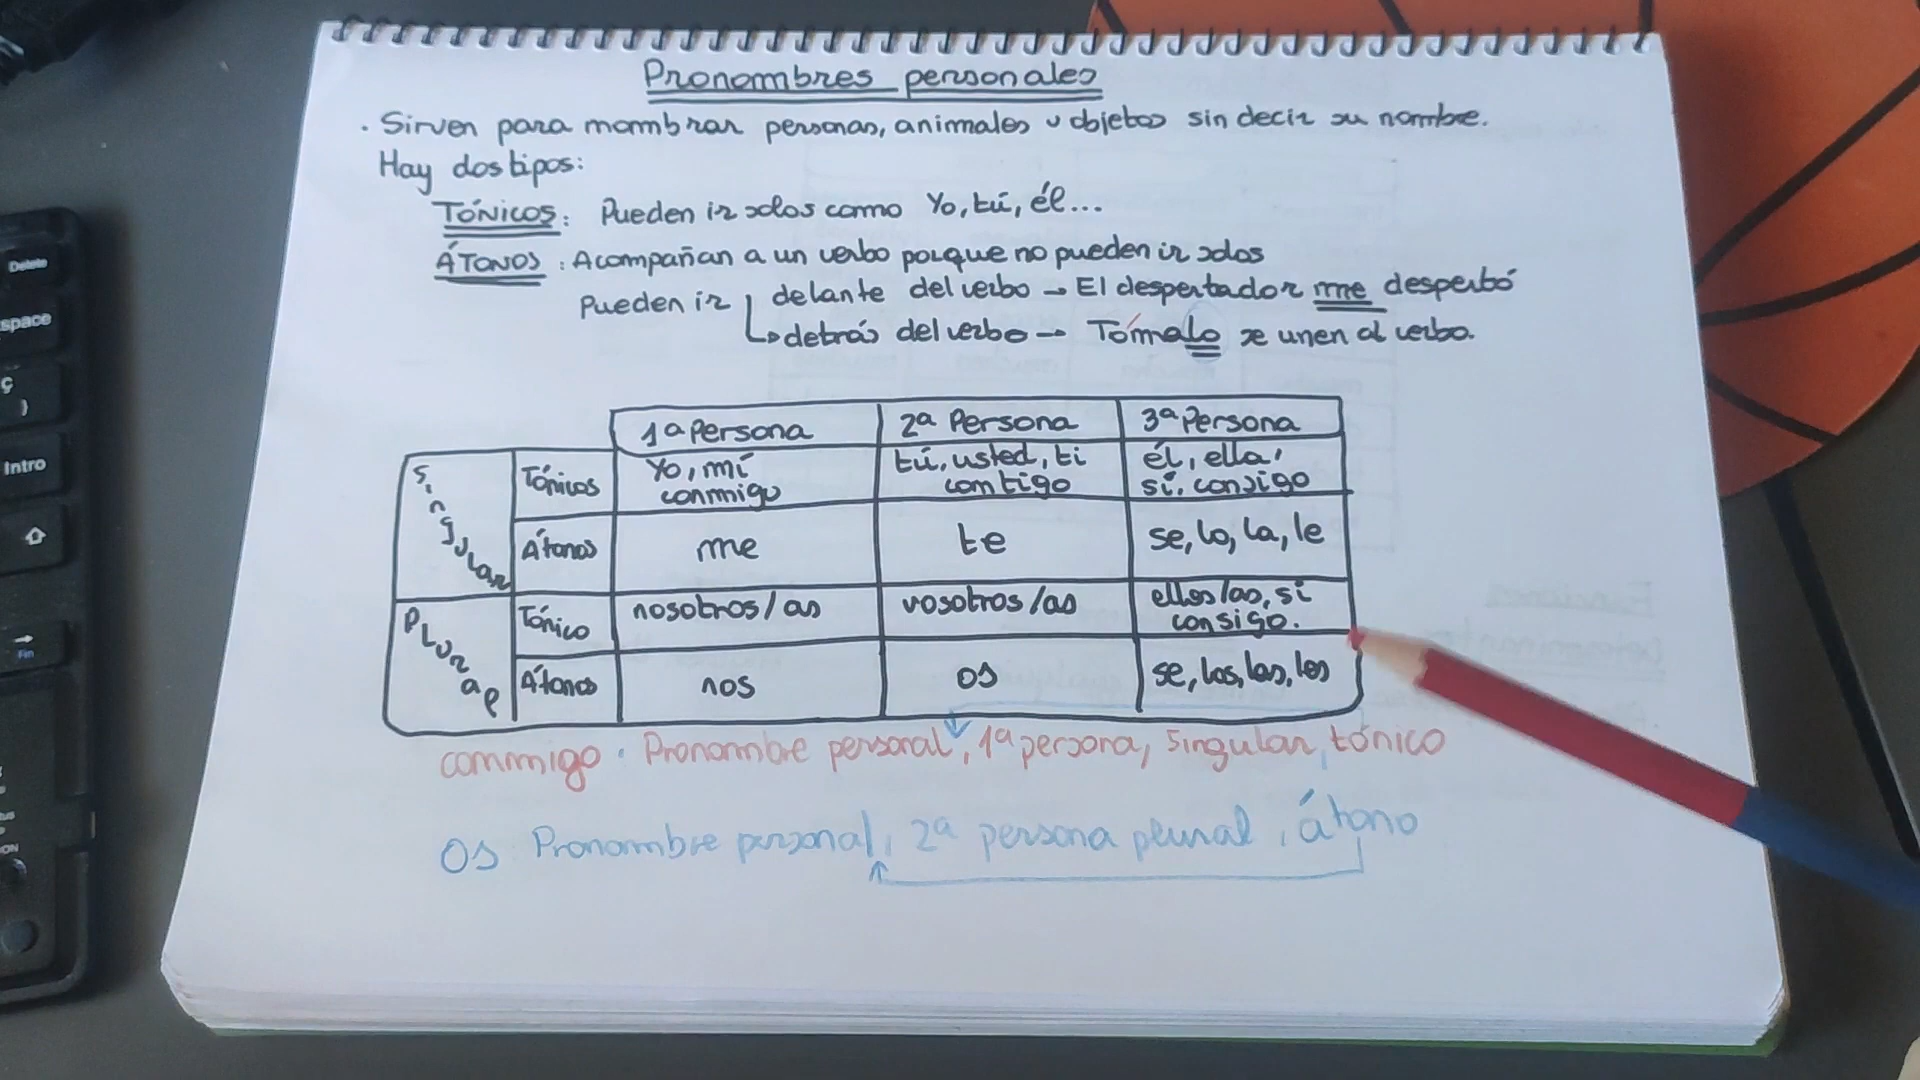 Pronombres personales
. Sirven para mombrar personas, animales u objetos sin decir su nombre.
Hay dos tipos:
TÓNICOS: Pueden ir solos como Yo, tú, él...
ÁTONOS: Acompañan a un verbo porque no pueden ir solos
Pueden ir delante del verbo → El despertador me despertó
detrás del verbo → Tómalo se unen al verbo.
1ª Persona 2ª Persona 3ª Persona
Singular Tónicos Yo, mí tú, usted, ti él, ella,
conmigo contigo sí, consigo
Átonos me te se, lo, la, le
Plural Tónico nosotros/as vosotros/as ellos/as, sí
consigo.
Átonos nos os se, los, las, les
conmigo . Pronombre personal, 1ª persona, singular, tónico
Os Pronombre personal, 2ª persona plural, átono
Delete
space
ç
}
Intro
Fin